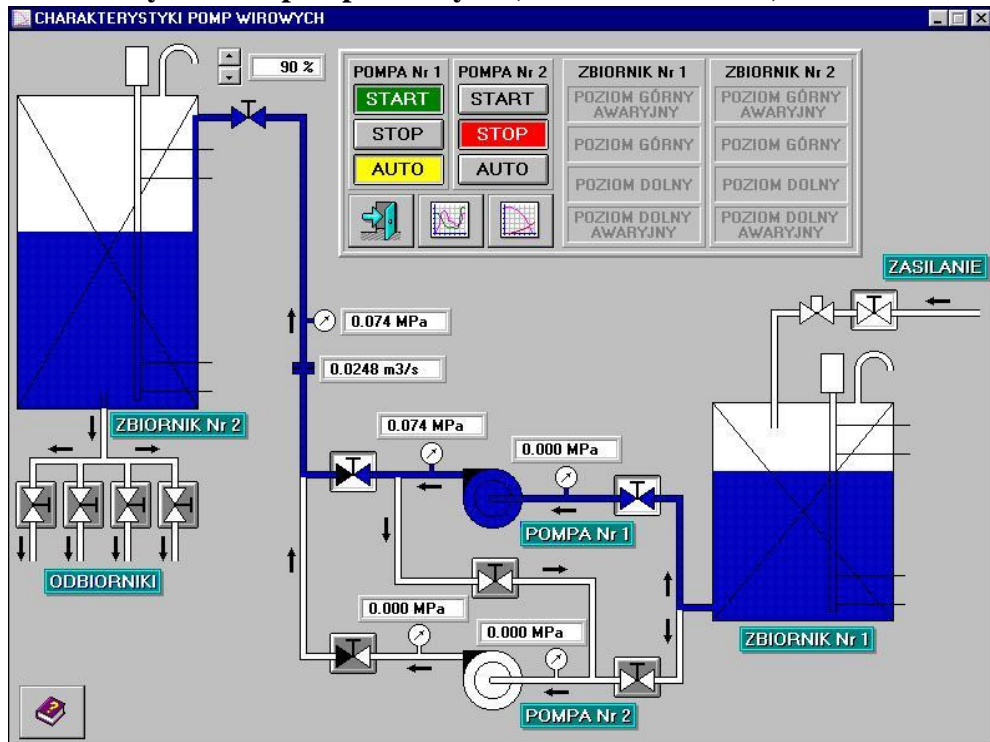 CHARAKTERYSTYKI POMP WIROWYCH
90 %
POMPA Nr 1
START
STOP
AUTO
POMPA Nr 2
START
STOP
AUTO
ZBIORNIK Nr 1
POZIOM GÓRNY
AWARYJNY
POZIOM GÓRNY
POZIOM DOLNY
POZIOM DOLNY
AWARYJNY
ZBIORNIK Nr 2
POZIOM GÓRNY
AWARYJNY
POZIOM GÓRNY
POZIOM DOLNY
POZIOM DOLNY
AWARYJNY
ZASILANIE
0.074 MPa
0.0248 m3/s
ZBIORNIK Nr 2
0.074 MPa
0.000 MPa
POMPA Nr 1
ODBIORNIKI
0.000 MPa
0.000 MPa
ZBIORNIK Nr 1
POMPA Nr 2